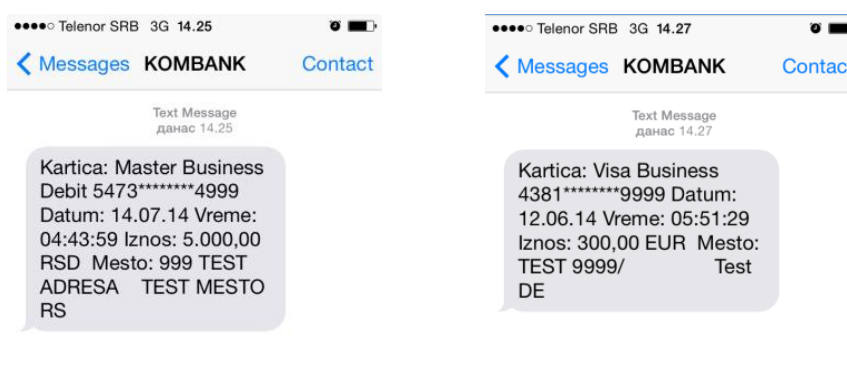 Telenor SRB 3G 14.25
Messages KOMBANK Contact
Text Message
данас 14.25
Kartica: Master Business
Debit 5473********4999
Datum: 14.07.14 Vreme:
04:43:59 Iznos: 5.000,00
RSD Mesto: 999 TEST
ADRESA TEST MESTO
RS
Telenor SRB 3G 14.27
Messages KOMBANK Contac
Text Message
данас 14.27
Kartica: Visa Business
4381********9999 Datum:
12.06.14 Vreme: 05:51:29
Iznos: 300,00 EUR Mesto:
TEST 9999/ Test
DE